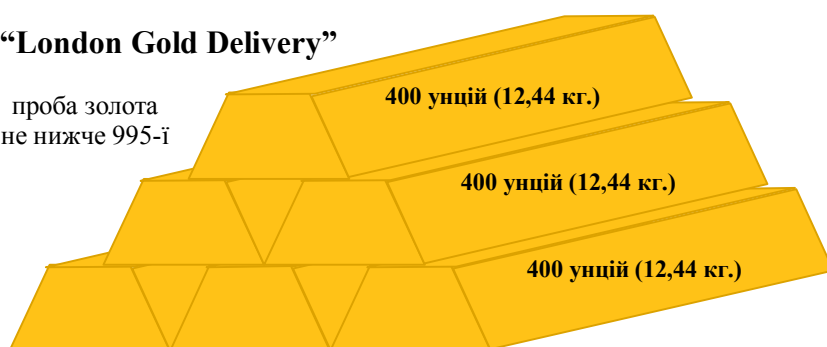 “London Gold Delivery”
проба золота
не нижче 995-ї
400 унцій (12,44 кг.)
400 унцій (12,44 кг.)
400 унцій (12,44 кг.)